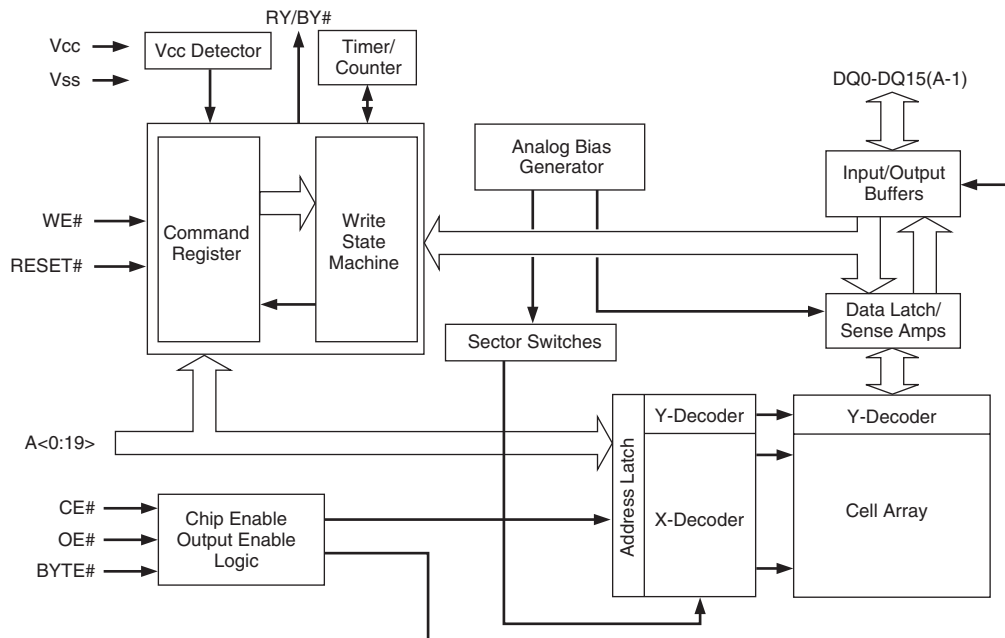 RY/BY#
Vcc
Vss
Vcc Detector
Timer/
Counter
DQ0-DQ15(A-1)
Analog Bias
Generator
Input/Output
Buffers
WE#
RESET#
Command
Register
Write
State
Machine
Data Latch/
Sense Amps
Sector Switches
A<0:19>
Address Latch
Y-Decoder
X-Decoder
Y-Decoder
Cell Array
CE#
OE#
BYTE#
Chip Enable
Output Enable
Logic